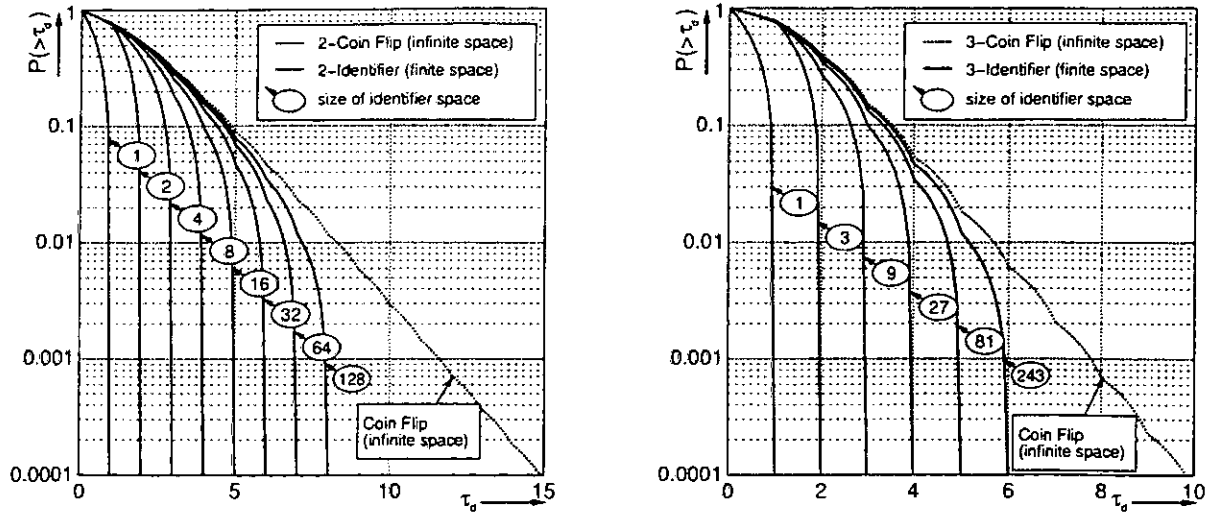 P(>τd)
1
0.1
0.01
0.001
0.0001
2-Coin Flip (infinite space)
2-Identifier (finite space)
size of identifier space
1
2
4
8
16
32
64
128
Coin Flip
(infinite space)
0
5
10
15
τd
P(>τd)
1
0.1
0.01
0.001
0.0001
3-Coin Flip (infinite space)
3-Identifier (finite space)
size of identifier space
1
3
9
27
81
243
Coin Flip
(infinite space)
0
2
4
6
8
10
τd